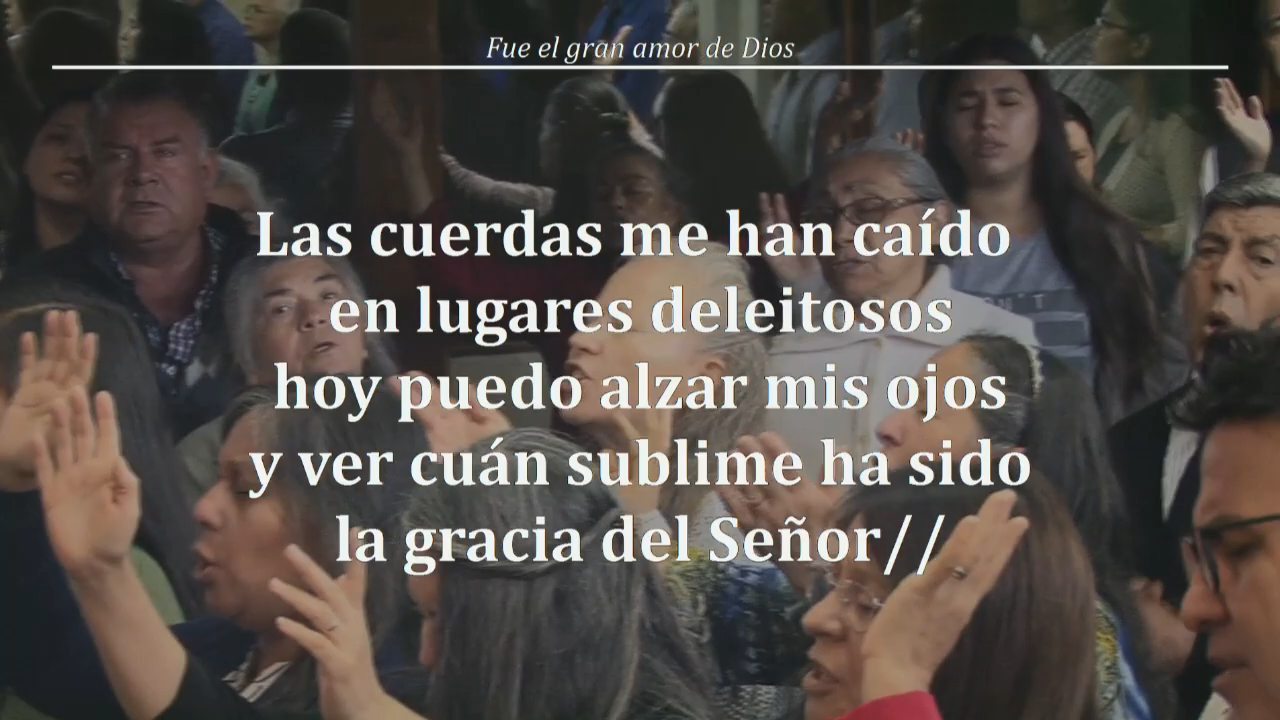 Fue el gran amor de Dios
Las cuerdas me han caído
en lugares deleitosos
hoy puedo alzar mis ojos
y ver cuán sublime ha sido
la gracia del Señor//